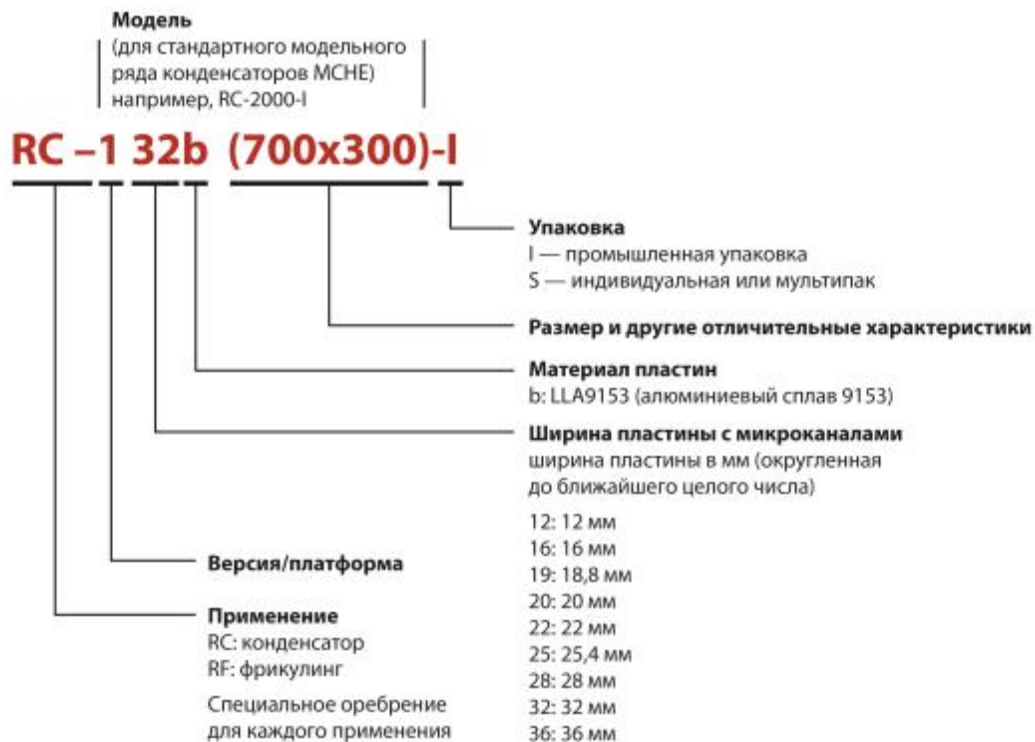 Модель
(для стандартного модельного
ряда конденсаторов MCHE)
например, RC-2000-I
RC –1 32b (700x300)-I
Упаковка
I — промышленная упаковка
S — индивидуальная или мультипак
Размер и другие отличительные характеристики
Материал пластин
b: LLA9153 (алюминиевый сплав 9153)
Ширина пластины с микроканалами
ширина пластины в мм (округленная
до ближайшего целого числа)
12: 12 мм
16: 16 мм
19: 18,8 мм
20: 20 мм
22: 22 мм
25: 25,4 мм
28: 28 мм
32: 32 мм
36: 36 мм
Версия/платформа
Применение
RC: конденсатор
RF: фрикулинг
Специальное оребрение
для каждого применения